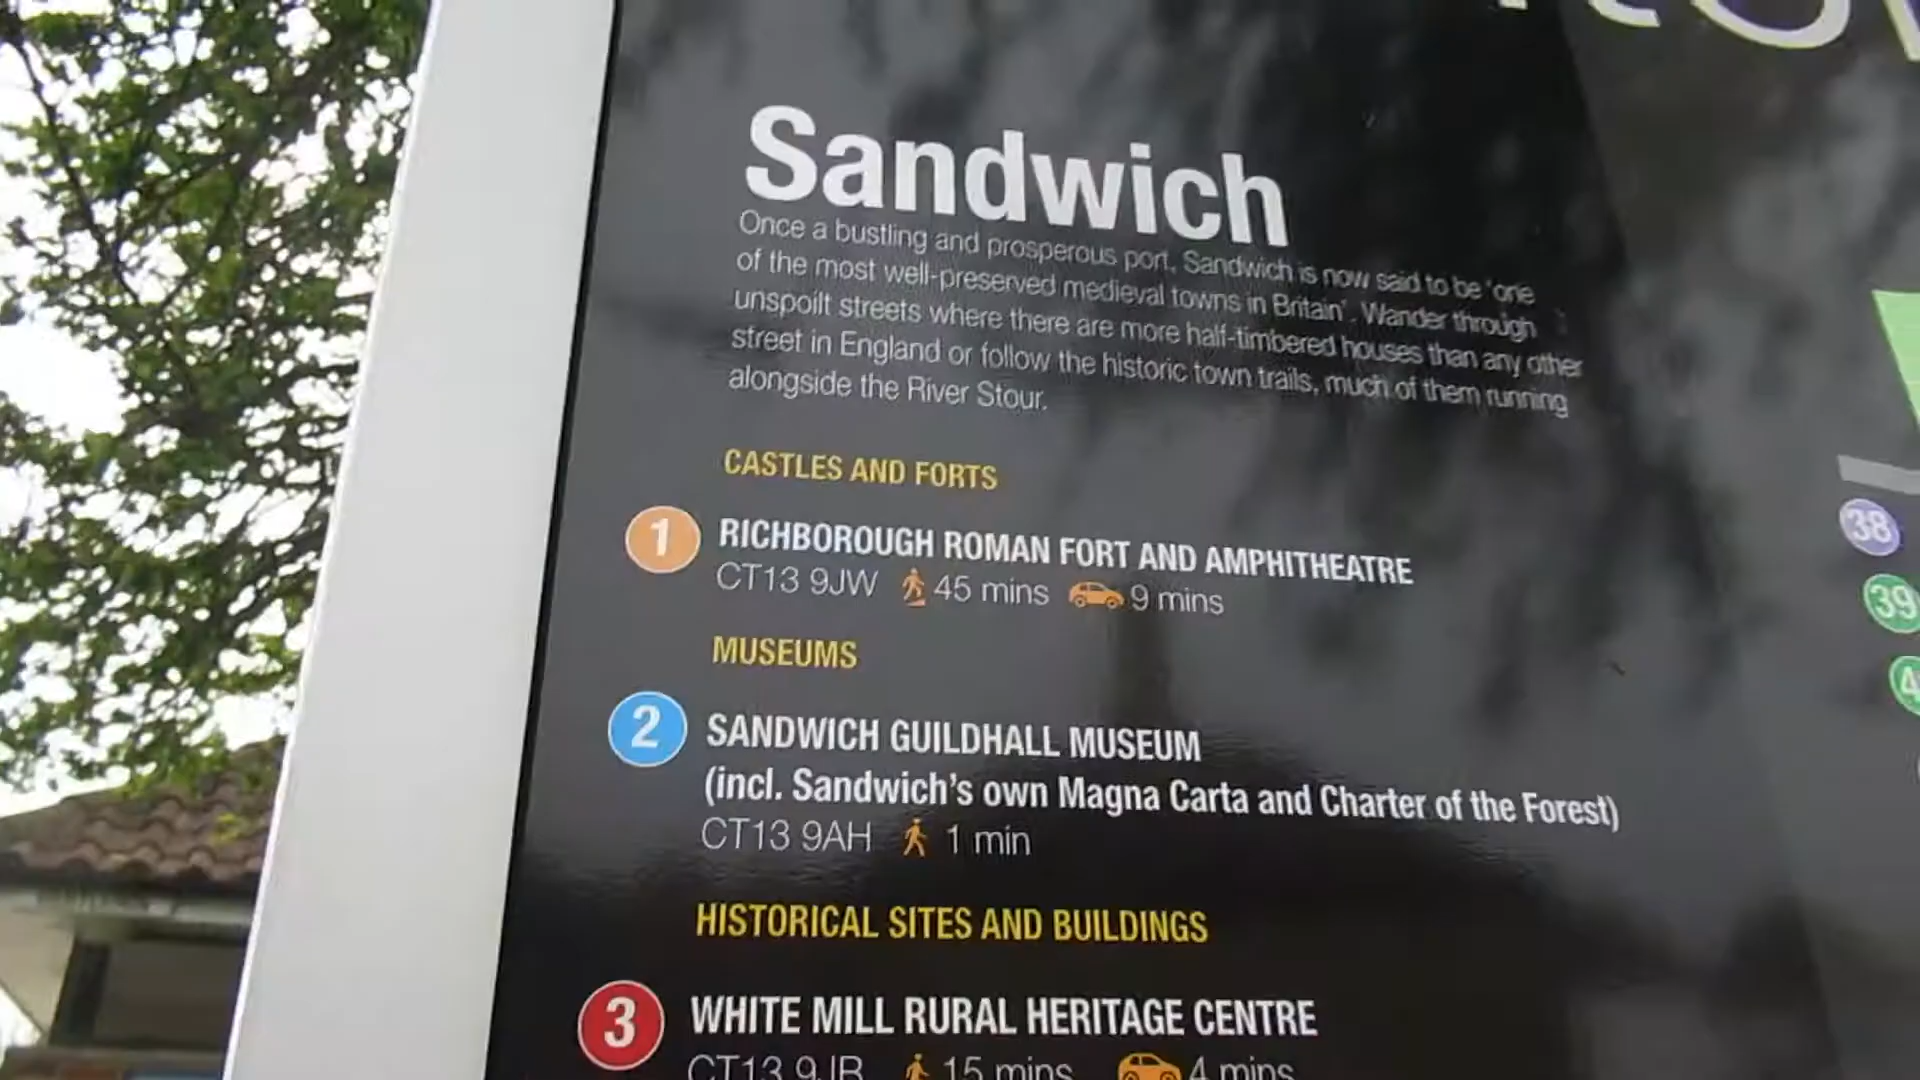 Sandwich
Once a bustling and prosperous port, Sandwich is now said to be 'one
of the most well-preserved medieval towns in Britain'. Wander through
unspoilt streets where there are more half-timbered houses than any other
street in England or follow the historic town trails, much of them running
alongside the River Stour.
CASTLES AND FORTS
1 RICHBOROUGH ROMAN FORT AND AMPHITHEATRE
CT13 9JW 45 mins 9 mins
MUSEUMS
2 SANDWICH GUILDHALL MUSEUM
(incl. Sandwich's own Magna Carta and Charter of the Forest)
CT13 9AH 1 min
HISTORICAL SITES AND BUILDINGS
3 WHITE MILL RURAL HERITAGE CENTRE
CT13 9JR 15 mins 4 mins
38
39